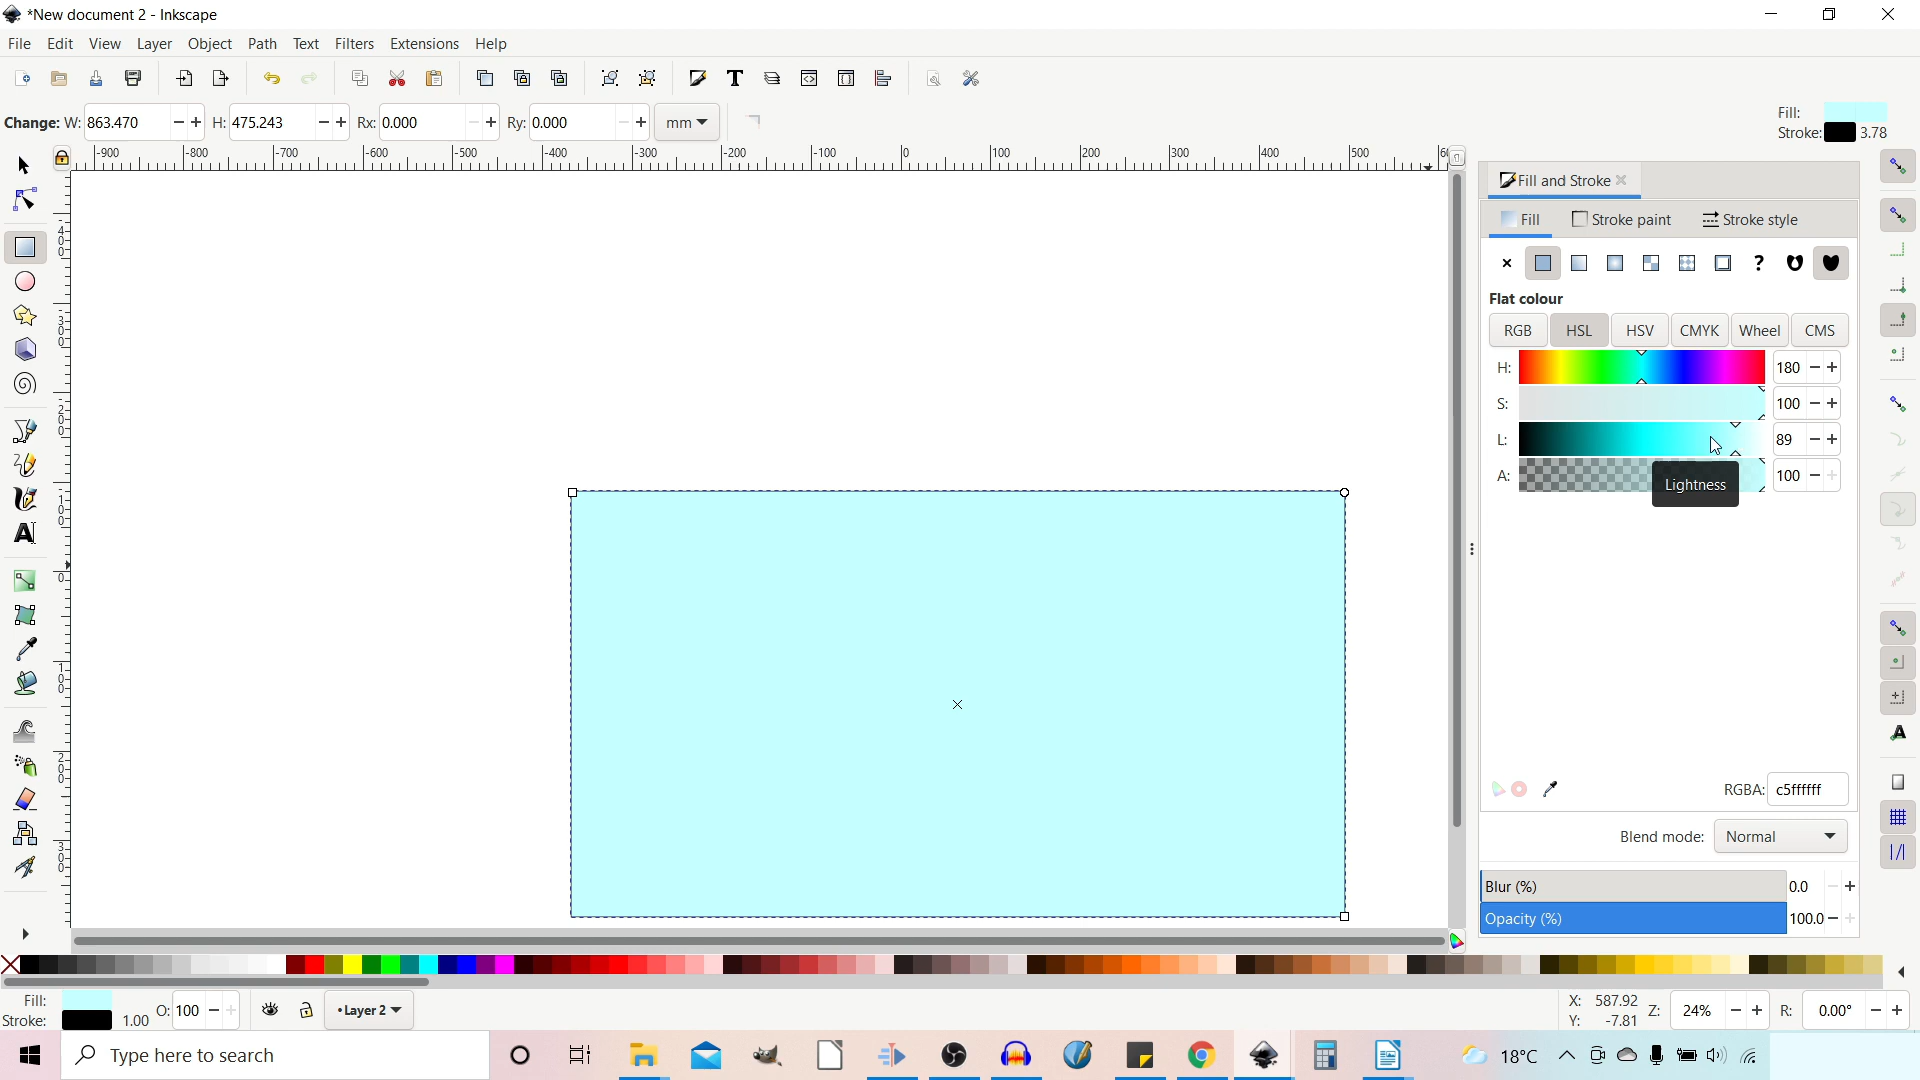 *New document 2 - Inkscape
File Edit View Layer Object Path Text Filters Extensions Help
Change: W: 863.470 H: 475.243 Rx: 0.000 Ry: 0.000 mm
Fill:
Stroke: 3.78
-900 -800 -700 -600 -500 -400 -300 -200 -100 0 100 200 300 400 500
Fill and Stroke
Fill Stroke paint Stroke style
Flat colour
RGB HSL HSV CMYK Wheel CMS
H: 180
S: 100
L: 89
A: 100
Lightness
RGBA: c5ffffff
Blend mode: Normal
Blur (%) 0.0
Opacity (%) 100.0
Fill:
Stroke: 1.00 O: 100 •Layer 2
X: 587.92
Y: -7.81
Z: 24% R: 0.00°
Type here to search
18°C